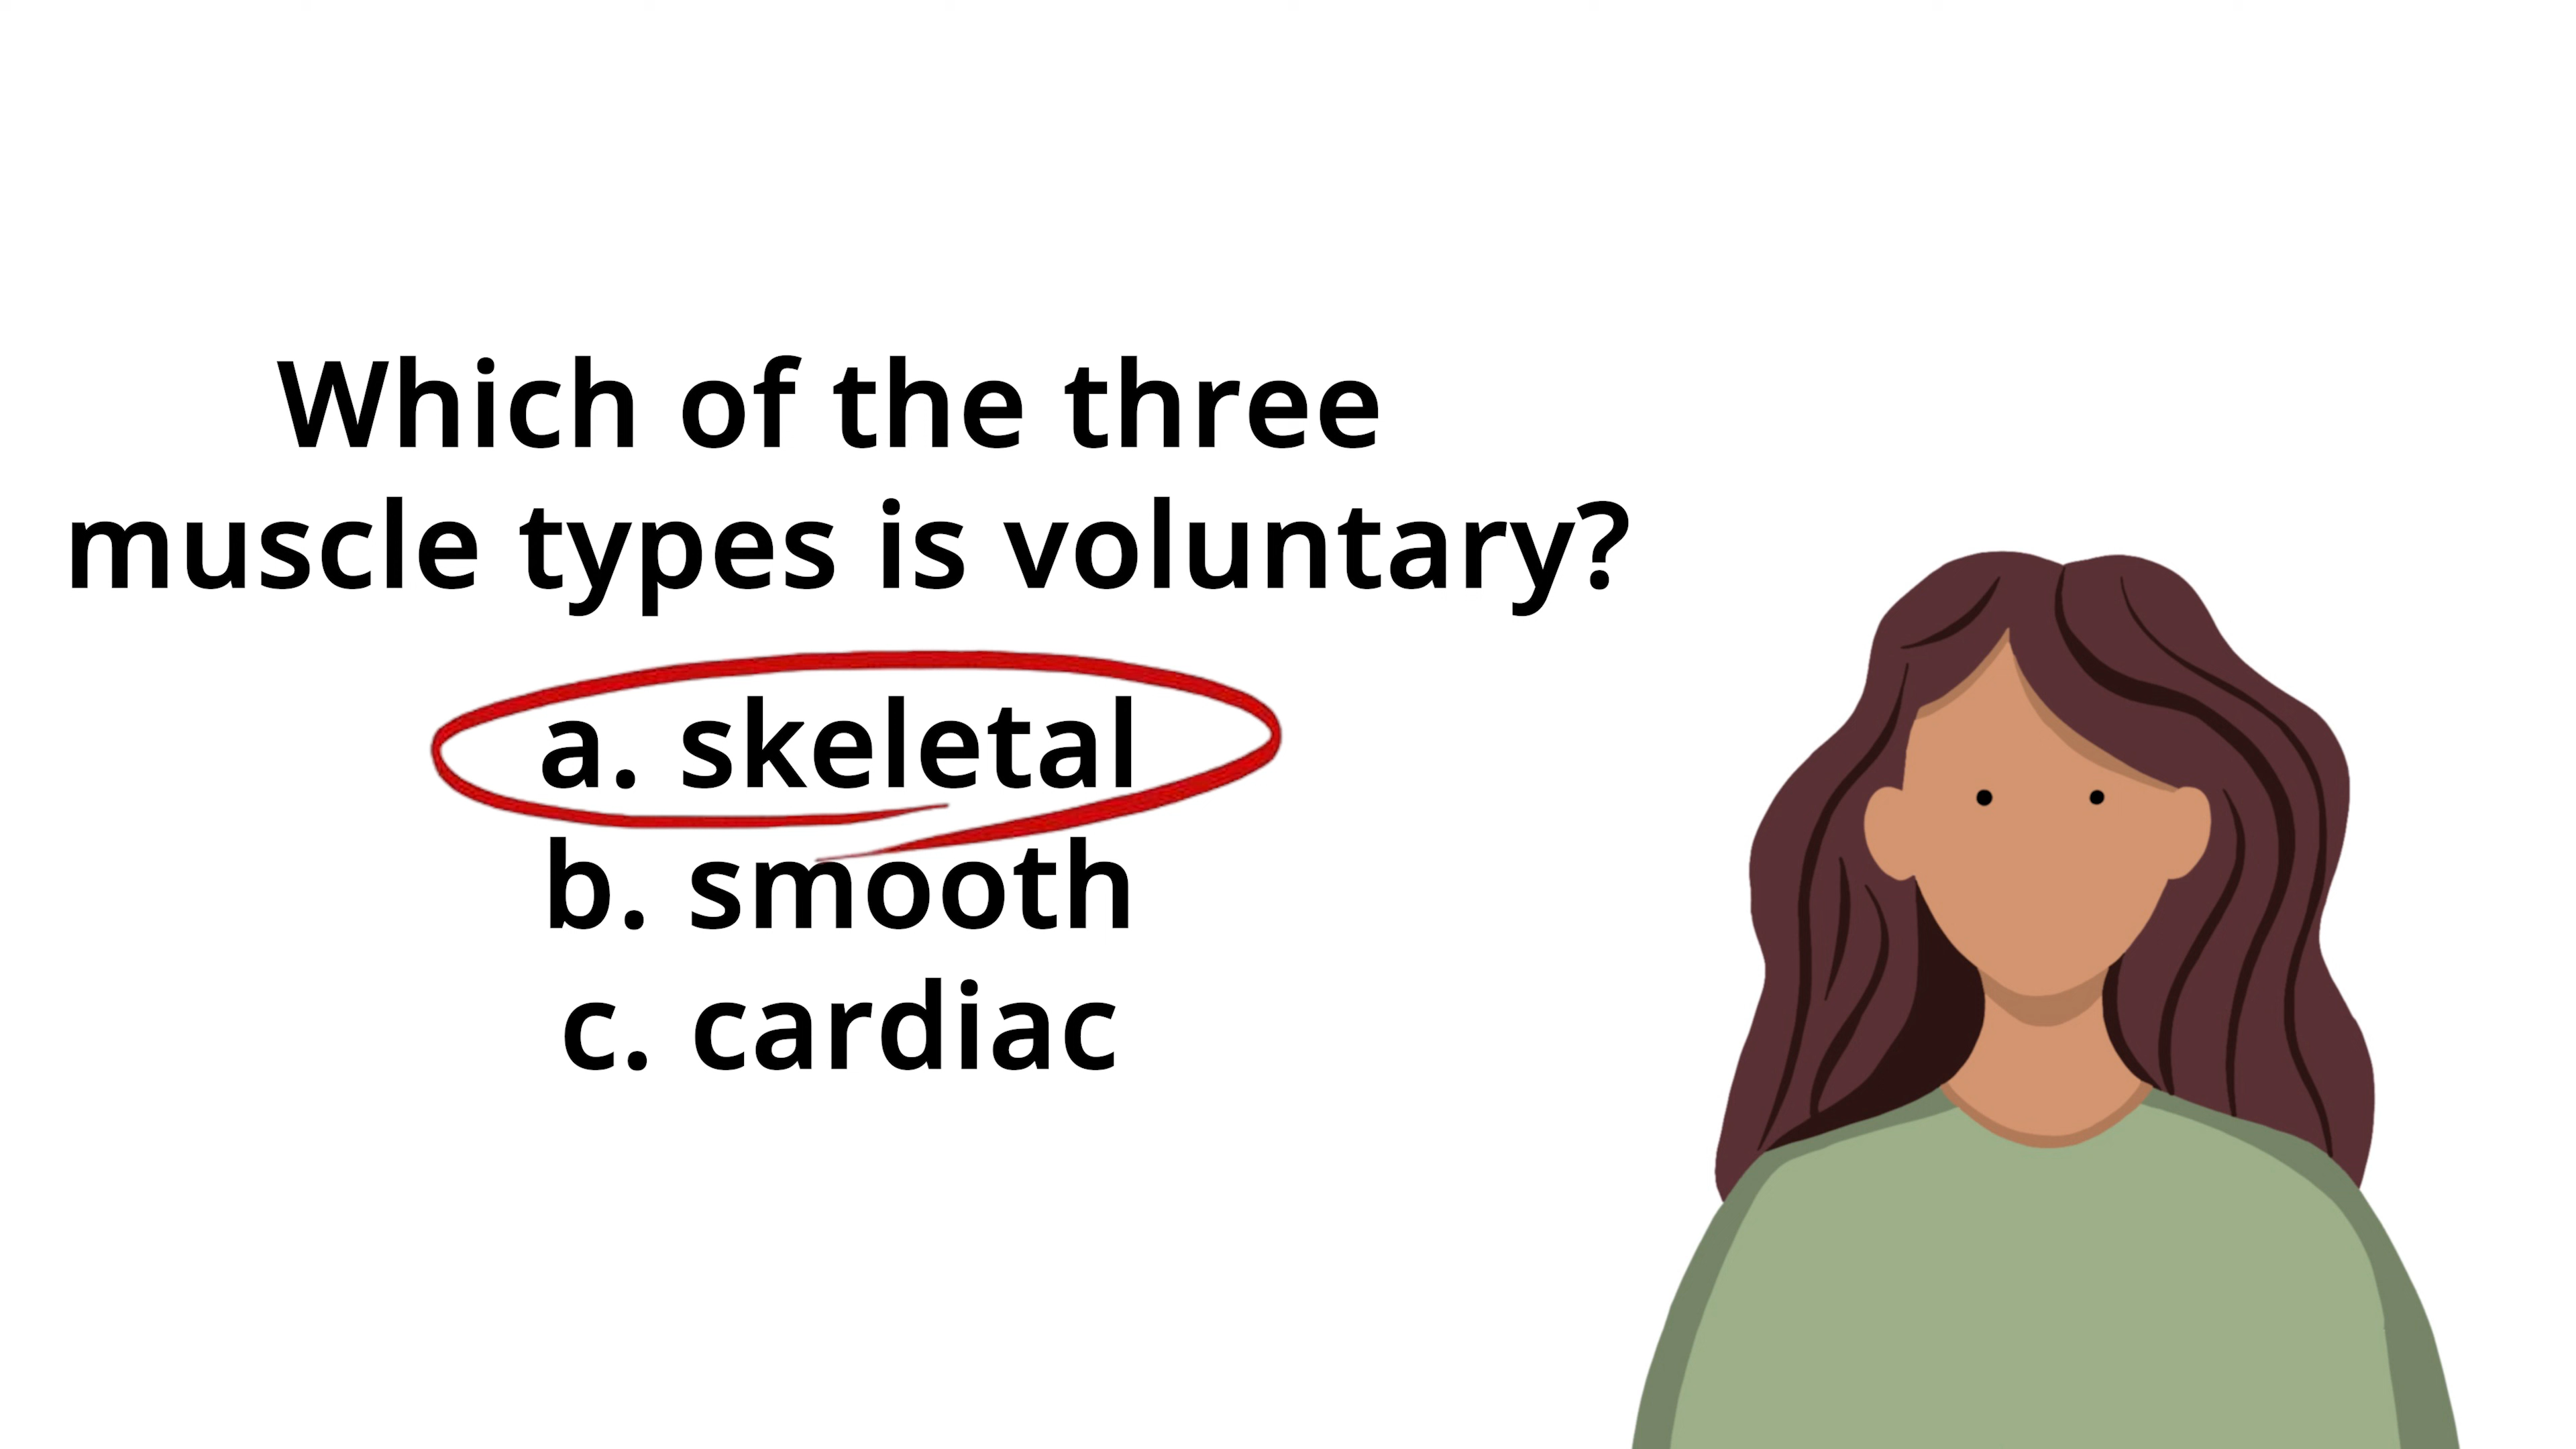 Which of the three
muscle types is voluntary?
a. skeletal
b. smooth
c. cardiac